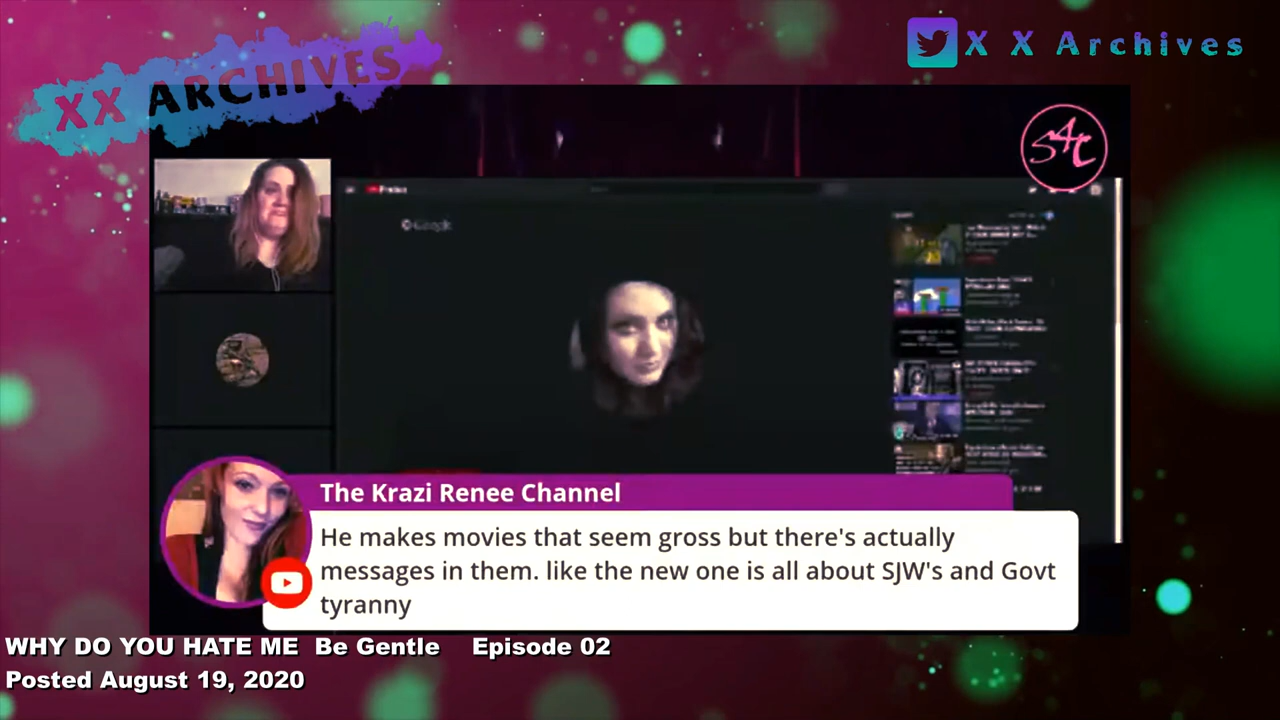 XX ARCHIVES
X X Archives
S4C
Google
The Krazi Renee Channel
He makes movies that seem gross but there's actually
messages in them. like the new one is all about SJW's and Govt
tyranny
WHY DO YOU HATE ME Be Gentle Episode 02
Posted August 19, 2020